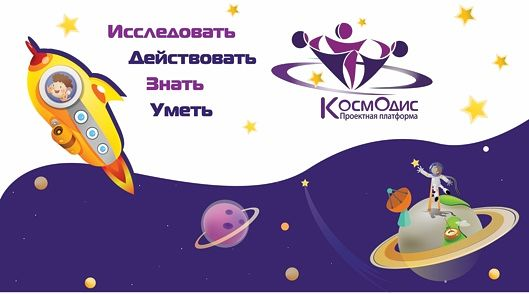 Исследовать
Действовать
Знать
Уметь
КосмОдис
Проектная платформа